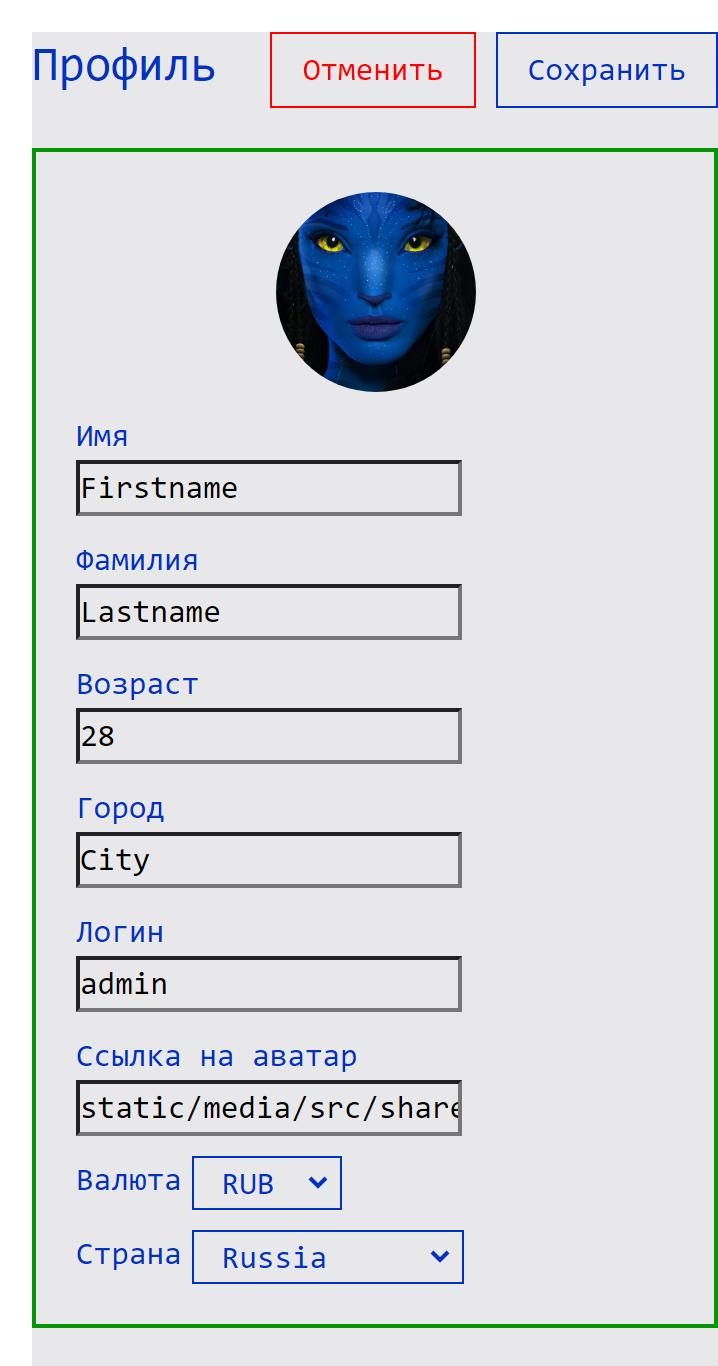 Профиль Отменить Сохранить
Имя
Firstname
Фамилия
Lastname
Возраст
28
Город
City
Логин
admin
Ссылка на аватар
static/media/src/share
Валюта RUB
Страна Russia